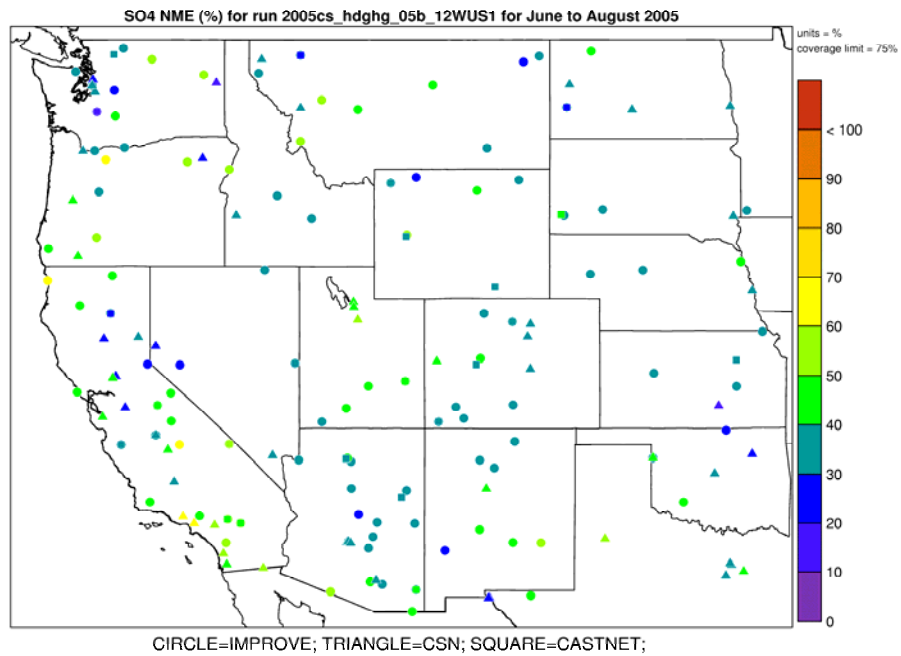 SO4 NME (%) for run 2005cs_hdghg_05b_12WUS1 for June to August 2005
units = %
coverage limit = 75%
< 100
90
80
70
60
50
40
30
20
10
0
CIRCLE=IMPROVE; TRIANGLE=CSN; SQUARE=CASTNET;